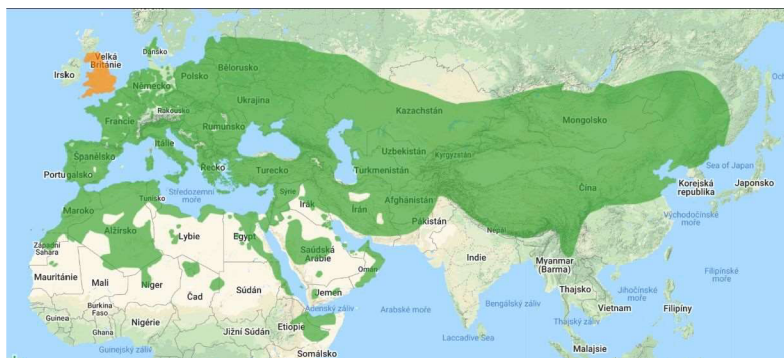 Velká
Británie
Irsko
Dánsko
Německo
Polsko
Bělorusko
Ukrajina
Rakousko
Francie
Rumunsko
Itálie
Španělsko
Portugalsko
Řecko
Turecko
Kazachstán
Mongolsko
Uzbekistán
Kyrgyzstán
Turkmenistán
Středozemní
moře
Tunisko
Sýrie
Irák
Írán
Afghánistán
Pákistán
Čína
Nepál
Sea of Japan
Korejská
republika
Japonsko
Východočínské
moře
Maroko
Alžírsko
Lybie
Egypt
Saúdská
Arábie
Omán
Západní
Sahara
Mauritánie
Mali
Niger
Čad
Súdán
Jemen
Adenský záliv
Arabské moře
Indie
Bengálský záliv
Myanmar
(Barma)
Thajsko
Vietnam
Jihočínské
moře
Filipínské
moře
Filipíny
Burkina
Faso
Guinea
Ghana
Nigérie
Jižní Súdán
Etiopie
Somálsko
Guinejský záliv
Laccadive Sea
Thajský záliv
Malajsie